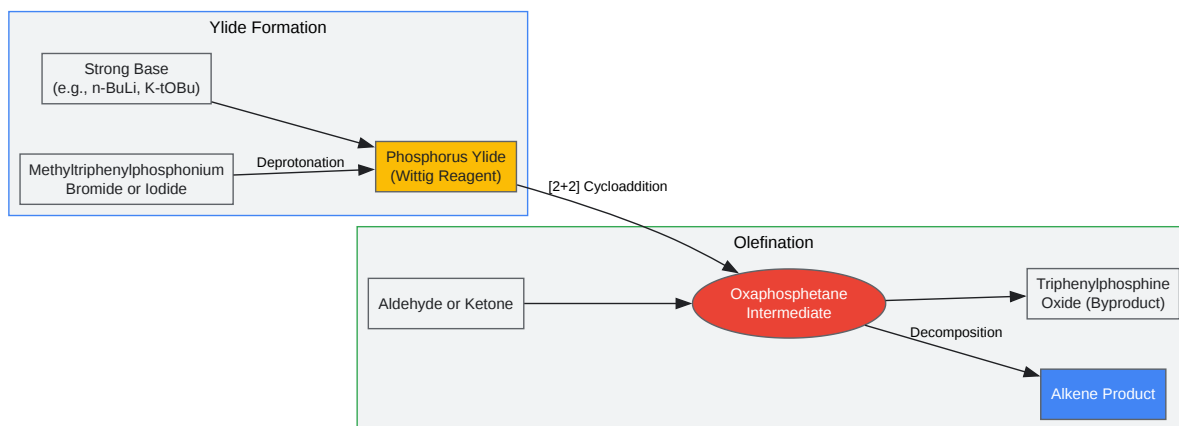 Ylide Formation
Strong Base
(e.g., n-BuLi, K-tOBu)
Methyltriphenylphosphonium
Bromide or Iodide
Deprotonation
Phosphorus Ylide
(Wittig Reagent)
[2+2] Cycloaddition
Olefination
Aldehyde or Ketone
Oxaphosphetane
Intermediate
Triphenylphosphine
Oxide (Byproduct)
Decomposition
Alkene Product